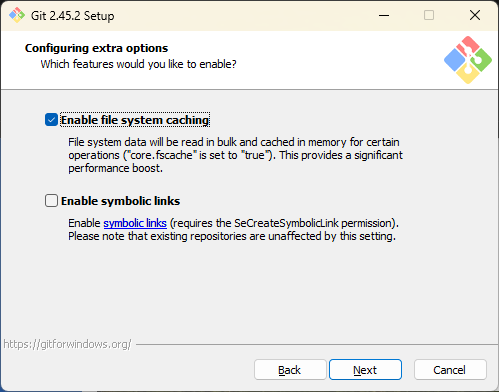 Git 2.45.2 Setup
Configuring extra options
Which features would you like to enable?
Enable file system caching
File system data will be read in bulk and cached in memory for certain
operations ("core.fscache" is set to "true"). This provides a significant
performance boost.
Enable symbolic links
Enable symbolic links (requires the SeCreateSymbolicLink permission).
Please note that existing repositories are unaffected by this setting.
https://gitforwindows.org/
Back Next Cancel